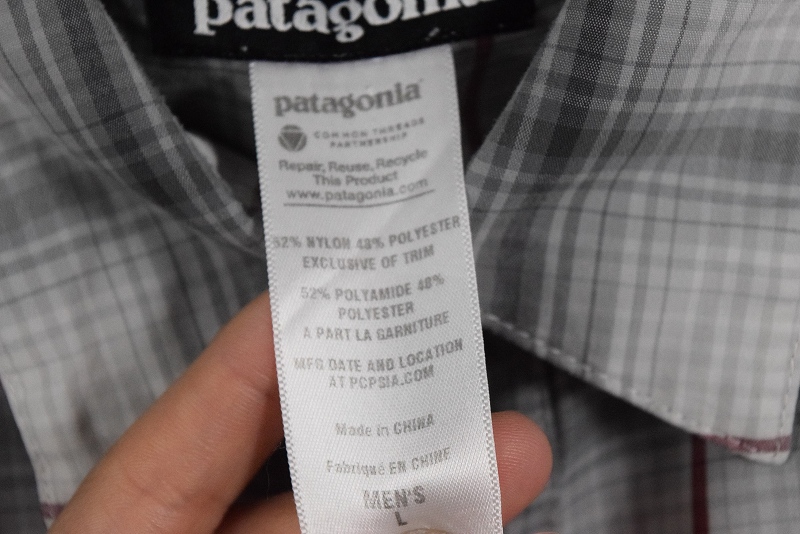 patagonia
patagonia
COMMON THREADS
PARTNERSHIP
Repair, Reuse, Recycle
This Product
www.patagonia.com
52% NYLON 48% POLYESTER
EXCLUSIVE OF TRIM
52% POLYAMIDE 48%
POLYESTER
A PART LA GARNITURE
MFG DATE AND LOCATION
AT PCPSIA.COM
Made in CHINA
Fabriqué EN CHINE
MEN'S
L